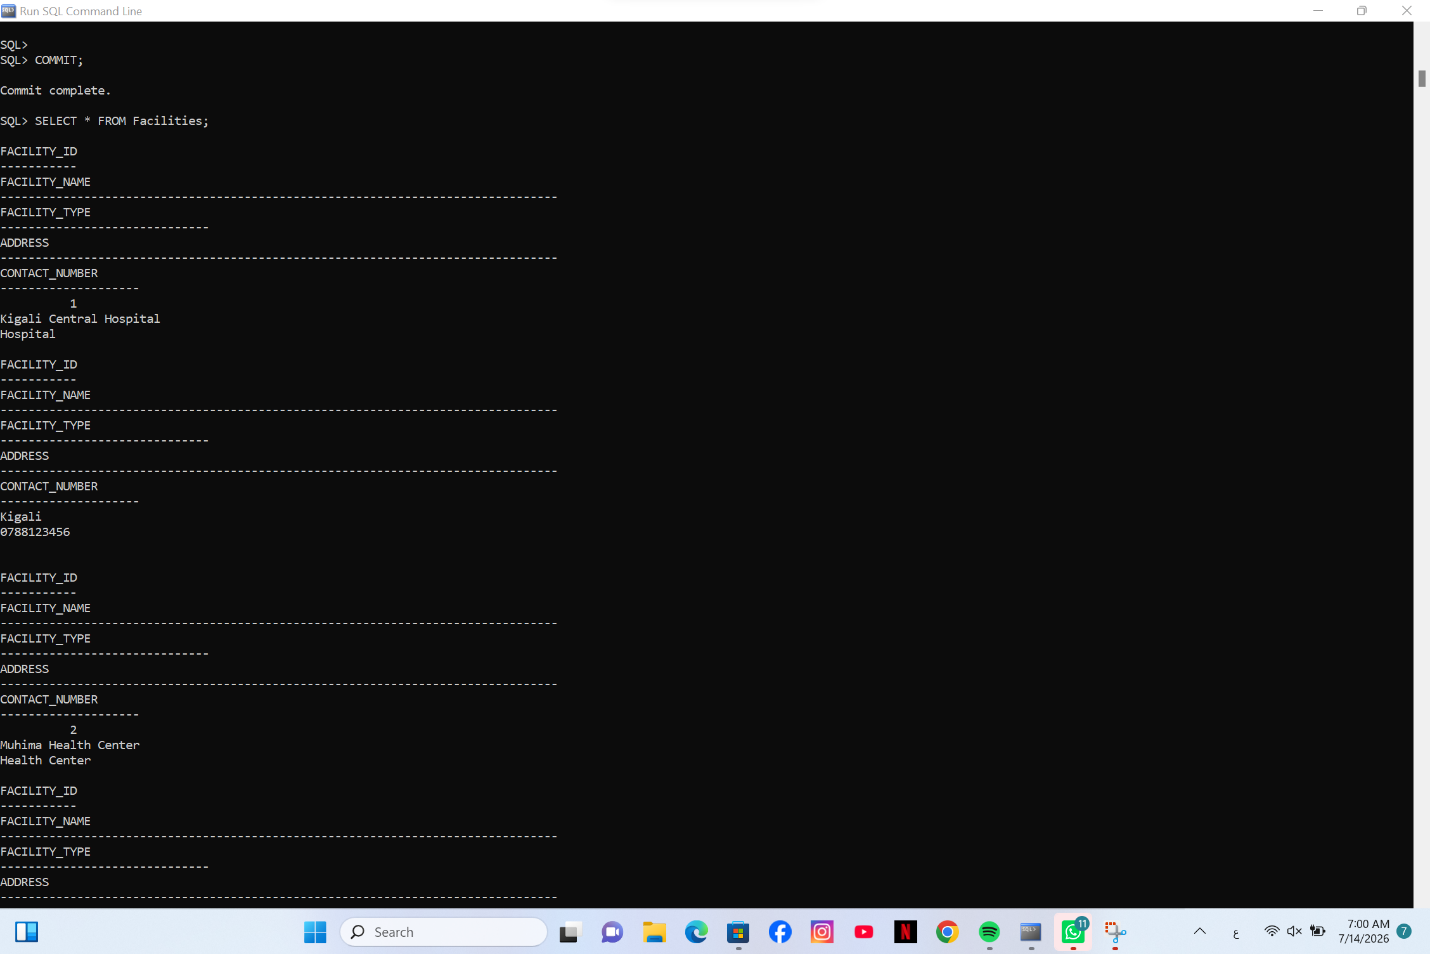 Run SQL Command Line
SQL>
SQL> COMMIT;
Commit complete.
SQL> SELECT * FROM Facilities;
FACILITY_ID
-----------
FACILITY_NAME
--------------------------------------------------------------------------------
FACILITY_TYPE
------------------------------
ADDRESS
--------------------------------------------------------------------------------
CONTACT_NUMBER
--------------------
1
Kigali Central Hospital
Hospital
FACILITY_ID
-----------
FACILITY_NAME
--------------------------------------------------------------------------------
FACILITY_TYPE
------------------------------
ADDRESS
--------------------------------------------------------------------------------
CONTACT_NUMBER
--------------------
Kigali
0788123456
FACILITY_ID
-----------
FACILITY_NAME
--------------------------------------------------------------------------------
FACILITY_TYPE
------------------------------
ADDRESS
--------------------------------------------------------------------------------
CONTACT_NUMBER
--------------------
2
Muhima Health Center
Health Center
FACILITY_ID
-----------
FACILITY_NAME
--------------------------------------------------------------------------------
FACILITY_TYPE
------------------------------
ADDRESS
--------------------------------------------------------------------------------
Search
11
ع
7:00 AM
7/14/2026
7